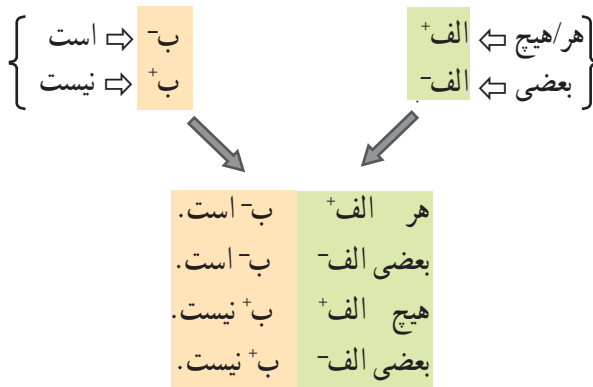 هر/هیچ ⇦ الف+
بعضی ⇦ الف−
ب− ⇨ است
ب+ ⇨ نیست
هر الف+ ب− است.
بعضی الف− ب− است.
هیچ الف+ ب+ نیست.
بعضی الف− ب+ نیست.